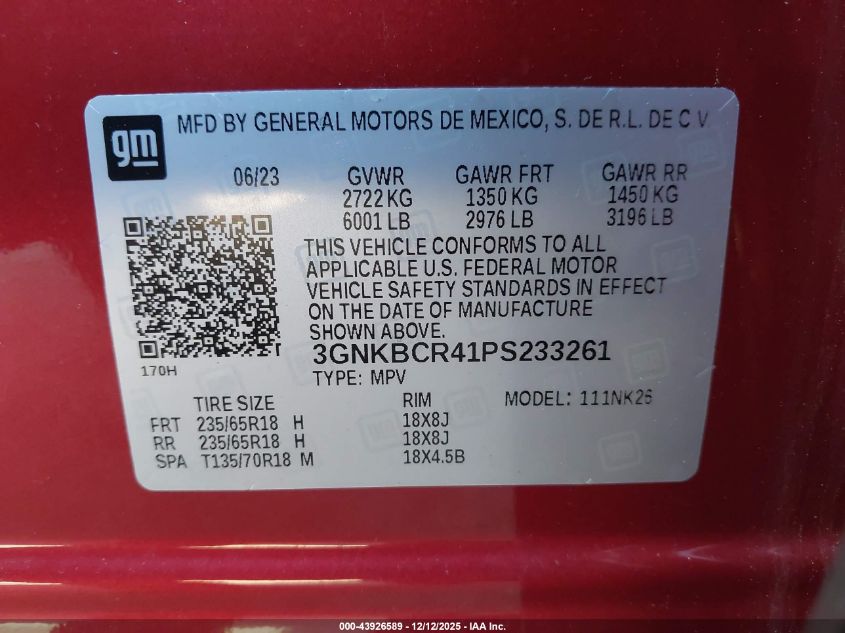 gm MFD BY GENERAL MOTORS DE MEXICO, S. DE R.L. DE C V
06/23 GVWR GAWR FRT GAWR RR
2722 KG 1350 KG 1450 KG
6001 LB 2976 LB 3196 LB
THIS VEHICLE CONFORMS TO ALL
APPLICABLE U.S. FEDERAL MOTOR
VEHICLE SAFETY STANDARDS IN EFFECT
ON THE DATE OF MANUFACTURE
SHOWN ABOVE.
3GNKBCR41PS233261
170H
TYPE: MPV
TIRE SIZE RIM MODEL: 111NK26
FRT 235/65R18 H 18X8J
RR 235/65R18 H 18X8J
SPA T135/70R18 M 18X4.5B
000-43926589 - 12/12/2025 - IAA Inc.